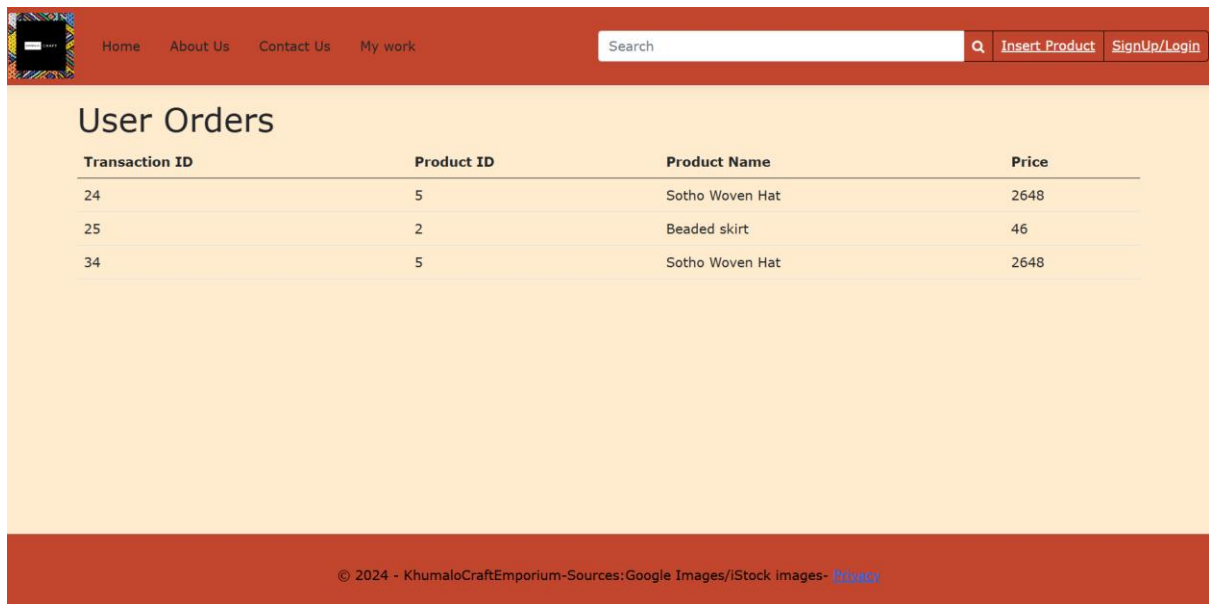 Home About Us Contact Us My work Search Insert Product SignUp/Login
User Orders
Transaction ID Product ID Product Name Price
24 5 Sotho Woven Hat 2648
25 2 Beaded skirt 46
34 5 Sotho Woven Hat 2648
© 2024 - KhumaloCraftEmporium-Sources:Google Images/iStock images- Privacy